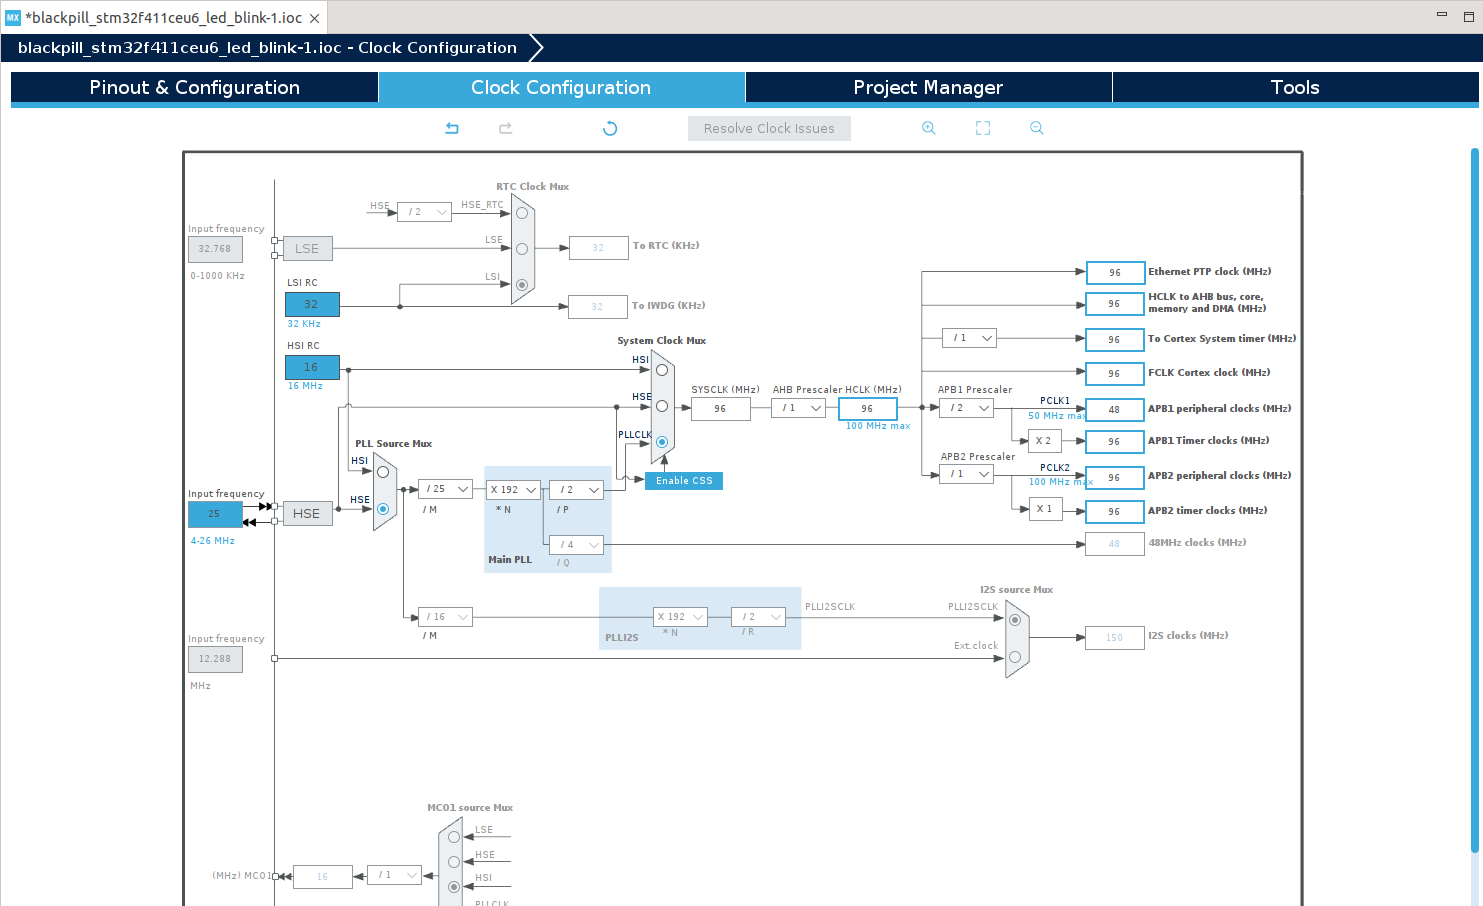 MX *blackpill_stm32f411ceu6_led_blink-1.ioc
blackpill_stm32f411ceu6_led_blink-1.ioc - Clock Configuration
Pinout & Configuration
Clock Configuration
Project Manager
Tools
Resolve Clock Issues
RTC Clock Mux
HSE
/ 2
HSE_RTC
Input frequency
32.768
0-1000 KHz
LSE
LSE
32
To RTC (KHz)
LSI RC
32
32 KHz
LSI
32
To IWDG (KHz)
HSI RC
16
16 MHz
System Clock Mux
HSI
HSE
PLLCLK
Enable CSS
SYSCLK (MHz)
96
AHB Prescaler
/ 1
HCLK (MHz)
96
100 MHz max
96
Ethernet PTP clock (MHz)
96
HCLK to AHB bus, core,
memory and DMA (MHz)
/ 1
96
To Cortex System timer (MHz)
96
FCLK Cortex clock (MHz)
APB1 Prescaler
/ 2
PCLK1
50 MHz max
48
APB1 peripheral clocks (MHz)
X 2
96
APB1 Timer clocks (MHz)
APB2 Prescaler
/ 1
PCLK2
100 MHz max
96
APB2 peripheral clocks (MHz)
X 1
96
APB2 timer clocks (MHz)
48
48MHz clocks (MHz)
PLL Source Mux
HSI
HSE
Input frequency
25
4-26 MHz
HSE
/ 25
/ M
X 192
* N
/ 2
/ P
/ 4
/ Q
Main PLL
/ 16
/ M
X 192
* N
/ 2
/ R
PLLI2S
PLLI2SCLK
I2S source Mux
PLLI2SCLK
Ext.clock
150
I2S clocks (MHz)
Input frequency
12.288
MHz
MCO1 source Mux
LSE
HSE
HSI
PLLCLK
(MHz) MCO1
16
/ 1